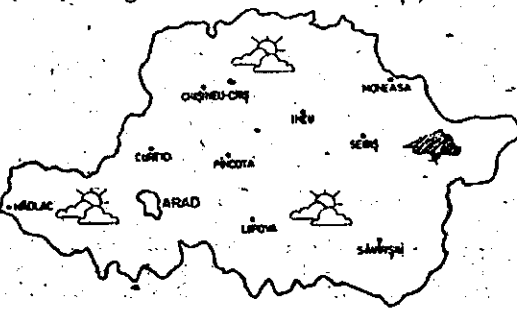 CHIȘINEU-CRIȘ
MONEASA
INEU
SEBIȘ
CURTICI
PÎNCOTA
NĂDLAC
ARAD
LIPOVA
SĂVÎRȘIN